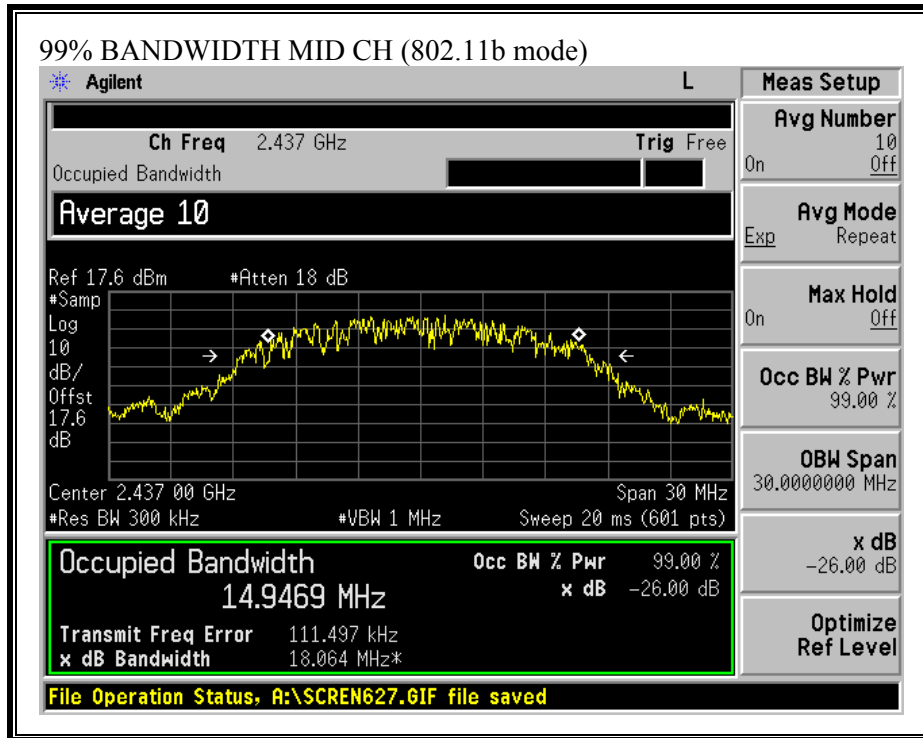 99% BANDWIDTH MID CH (802.11b mode)
Agilent L Meas Setup
Ch Freq 2.437 GHz Trig Free
Occupied Bandwidth
Average 10
Ref 17.6 dBm #Atten 18 dB
#Samp
Log
10
dB/
Offst
17.6
dB
Center 2.437 00 GHz Span 30 MHz
#Res BW 300 kHz #VBW 1 MHz Sweep 20 ms (601 pts)
Occupied Bandwidth Occ BW % Pwr 99.00 %
14.9469 MHz x dB -26.00 dB
Transmit Freq Error 111.497 kHz
x dB Bandwidth 18.064 MHz*
File Operation Status, A:\SCREN627.GIF file saved
Avg Number
10
On Off
Avg Mode
Exp Repeat
Max Hold
On Off
Occ BW % Pwr
99.00 %
OBW Span
30.0000000 MHz
x dB
-26.00 dB
Optimize
Ref Level